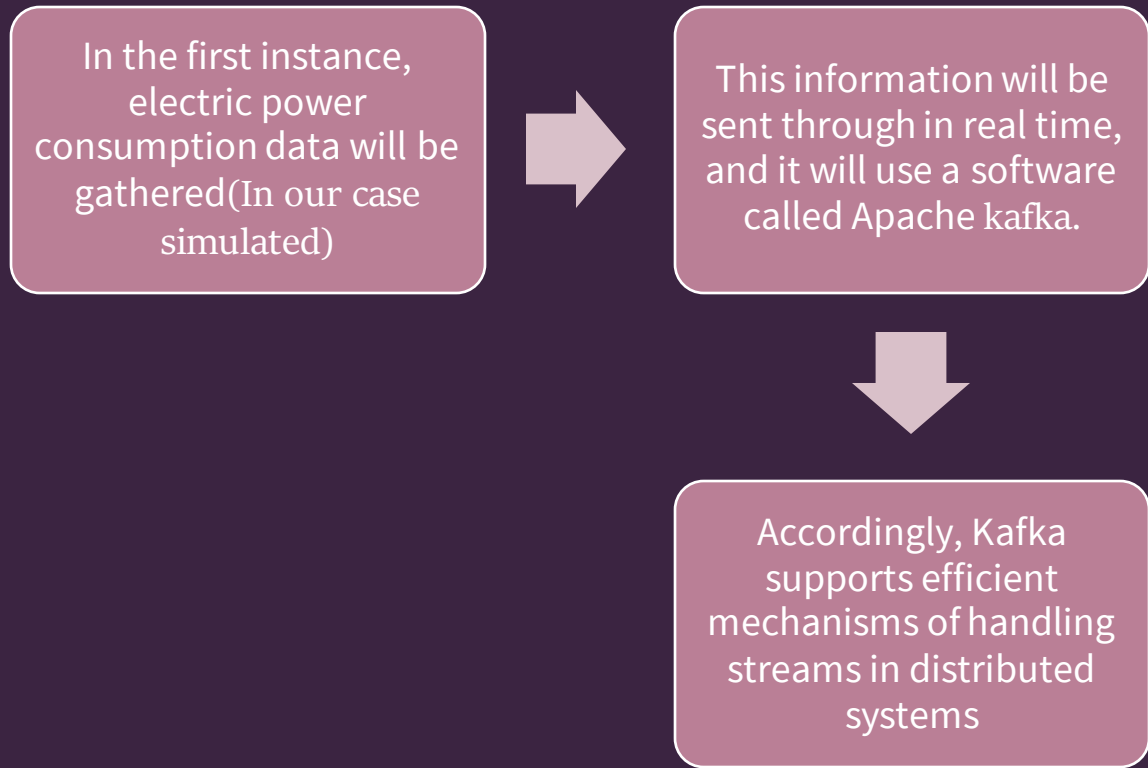 In the first instance,
electric power
consumption data will be
gathered(In our case
simulated)
This information will be
sent through in real time,
and it will use a software
called Apache kafka.
Accordingly, Kafka
supports efficient
mechanisms of handling
streams in distributed
systems